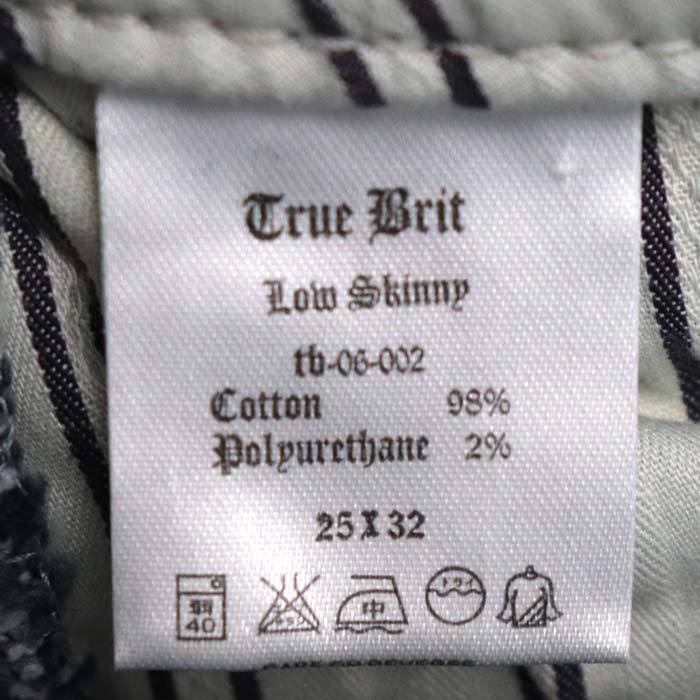 True Brit
Low Skinny
tb-06-002
Cotton 98%
Polyurethane 2%
25 X 32
弱 40 中 ドライ